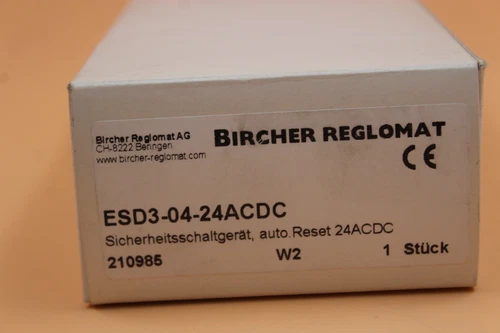 Bircher Reglomat AG
CH-8222 Beringen
www.bircher-reglomat.com
BIRCHER REGLOMAT
CE
ESD3-04-24ACDC
Sicherheitsschaltgerät, auto.Reset 24ACDC
210985 W2 1 Stück